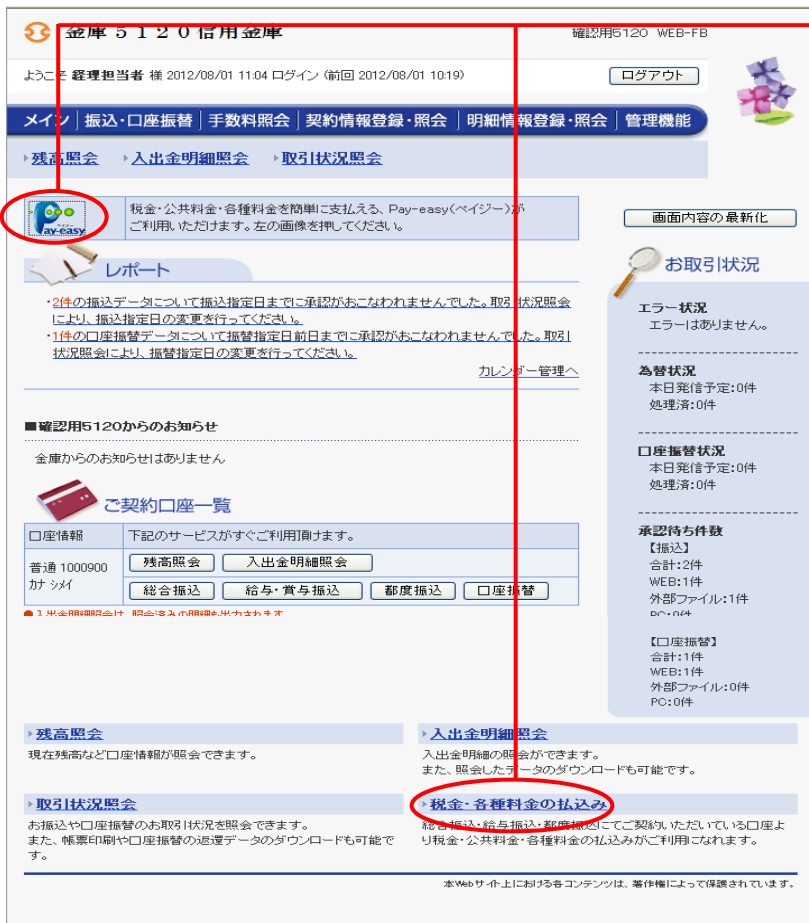 金庫５１２０信用金庫
確認用5120 WEB-FB
ようこそ 経理担当者 様 2012/08/01 11:04 ログイン（前回 2012/08/01 10:19）
ログアウト
メイン 振込・口座振替 手数料照会 契約情報登録・照会 明細情報登録・照会 管理機能
残高照会 入出金明細照会 取引状況照会
Pay-easy
税金・公共料金・各種料金を簡単に支払える、Pay-easy(ペイジー)が
ご利用いただけます。左の画像を押してください。
画面内容の最新化
レポート
・2件の振込データについて振込指定日までに承認がおこなわれませんでした。取引状況照会
により、振込指定日の変更を行ってください。
・1件の口座振替データについて振替指定日前日までに承認がおこなわれませんでした。取引
状況照会により、振替指定日の変更を行ってください。
カレンダー管理へ
■確認用5120からのお知らせ
金庫からのお知らせはありません
ご契約口座一覧
口座情報 下記のサービスがすぐご利用頂けます。
普通 1000900
カナ シメイ
残高照会 入出金明細照会
総合振込 給与・賞与振込 都度振込 口座振替
●入出金明細照会は、照会済みの明細も出力されます
お取引状況
エラー状況
エラーはありません。
為替状況
本日発信予定:0件
処理済:0件
口座振替状況
本日発信予定:0件
処理済:0件
承認待ち件数
【振込】
合計:2件
WEB:1件
外部ファイル:1件
PC:0件
【口座振替】
合計:1件
WEB:1件
外部ファイル:0件
PC:0件
残高照会
現在残高など口座情報が照会できます。
入出金明細照会
入出金明細の照会ができます。
また、照会したデータのダウンロードも可能です。
取引状況照会
お振込や口座振替のお取引状況を照会できます。
また、帳票印刷や口座振替の返還データのダウンロードも可能で
す。
税金・各種料金の払込み
総合振込・給与振込・都度振込にてご契約いただいている口座よ
り税金・公共料金・各種料金の払込みがご利用になれます。
本Webサイト上における各コンテンツは、著作権によって保護されています。